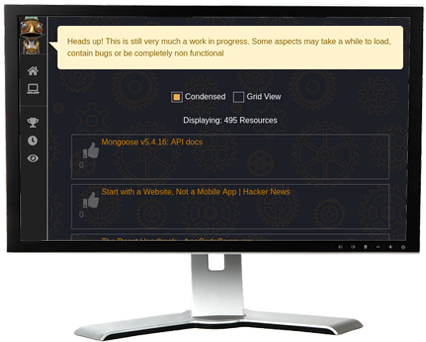 Heads up! This is still very much a work in progress. Some aspects may take a while to load,
contain bugs or be completely non functional
Condensed Grid View
Displaying: 495 Resources
Mongoose v5.4.16: API docs
0
Start with a Website, Not a Mobile App | Hacker News
0